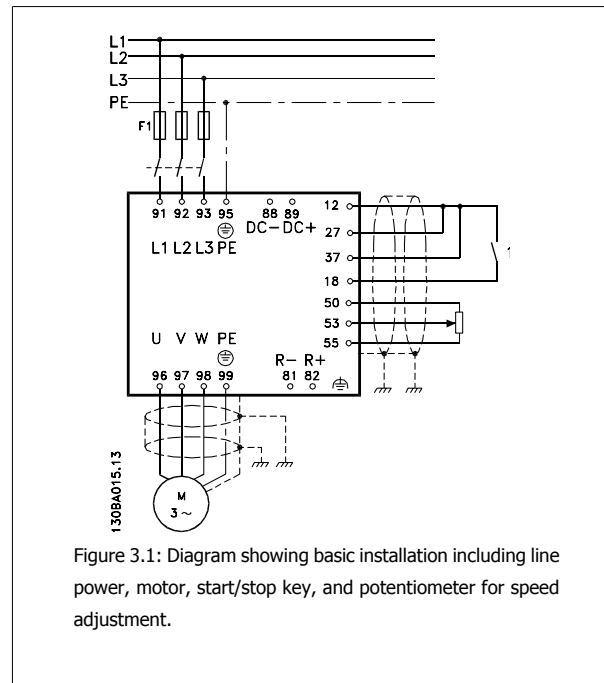 L1
L2
L3
PE
F1
91 92 93 95 88 89 12
DC- DC+
L1 L2 L3 PE
27
37
18
50
53
55
U V W PE
R- R+
96 97 98 99 81 82
M
3 ~
130BA015.13
Figure 3.1: Diagram showing basic installation including line
power, motor, start/stop key, and potentiometer for speed
adjustment.